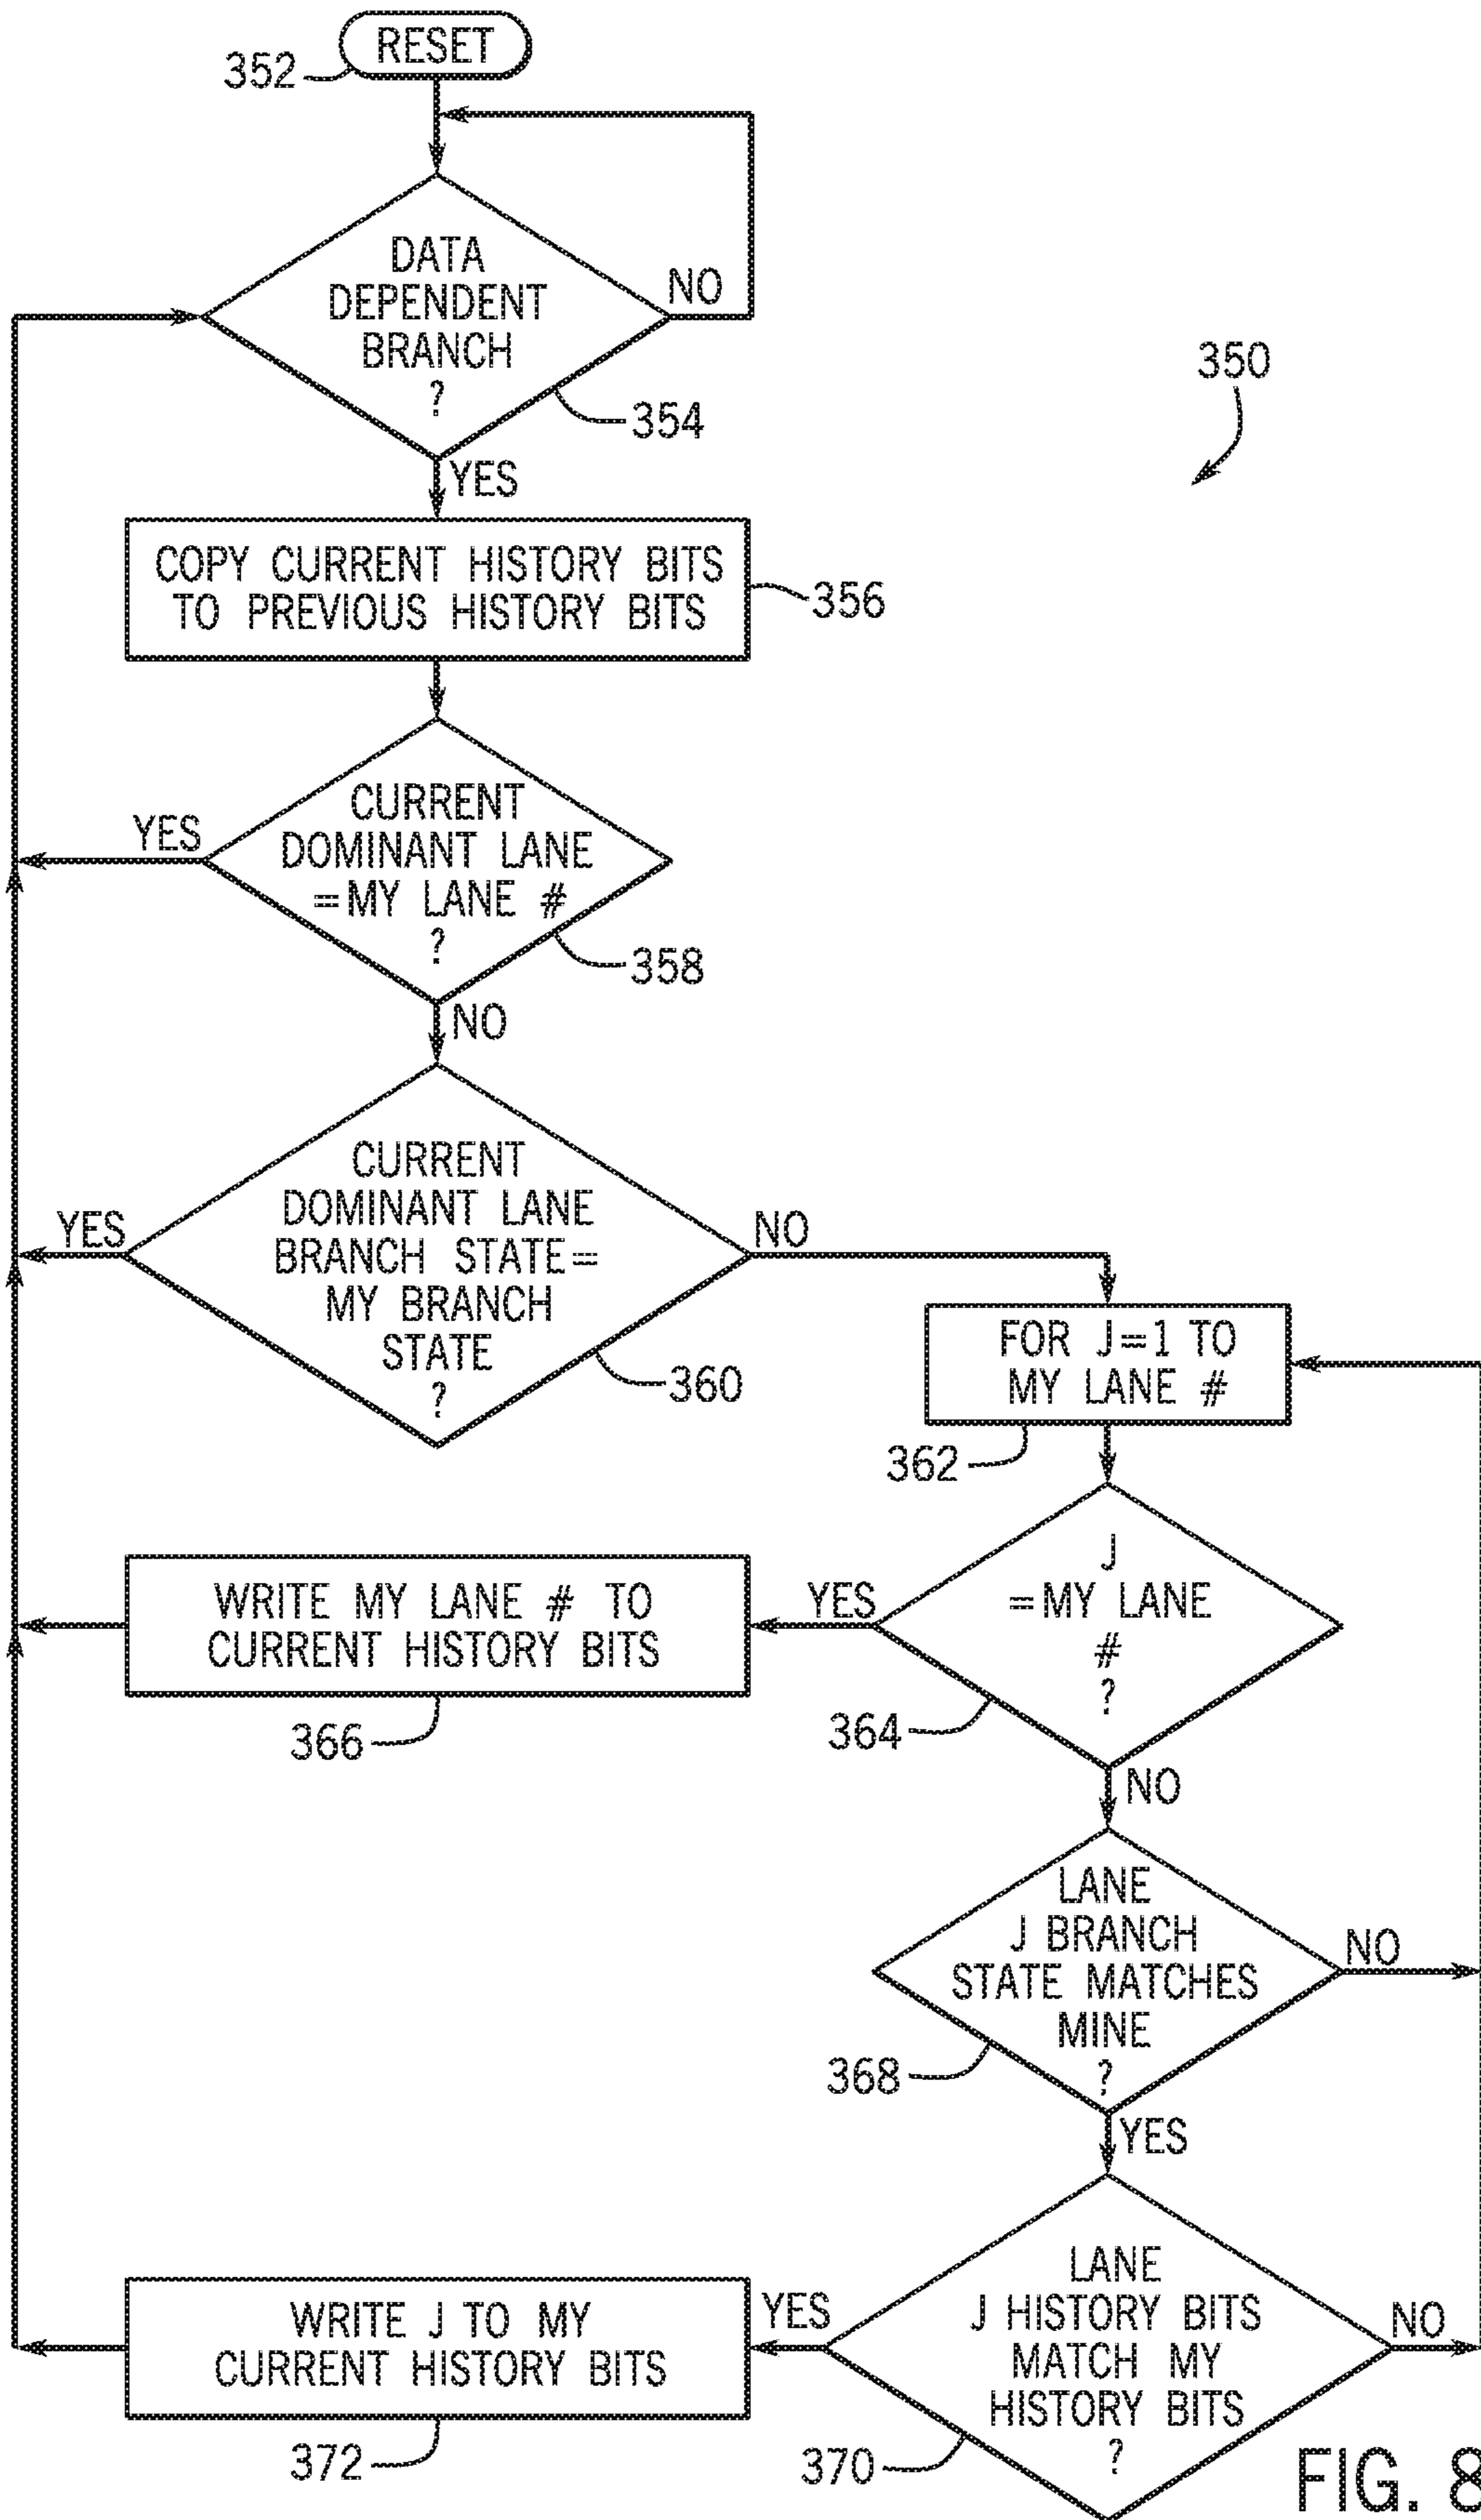 RESET
352
DATA
DEPENDENT
BRANCH
?
NO
354
350
YES
COPY CURRENT HISTORY BITS
TO PREVIOUS HISTORY BITS
356
CURRENT
DOMINANT LANE
=MY LANE #
?
YES
358
NO
CURRENT
DOMINANT LANE
BRANCH STATE=
MY BRANCH
STATE
?
YES
NO
360
FOR J=1 TO
MY LANE #
362
J
=MY LANE
#
?
YES
364
WRITE MY LANE # TO
CURRENT HISTORY BITS
366
NO
LANE
J BRANCH
STATE MATCHES
MINE
?
NO
368
YES
LANE
J HISTORY BITS
MATCH MY
HISTORY BITS
?
YES
NO
370
WRITE J TO MY
CURRENT HISTORY BITS
372
FIG. 8